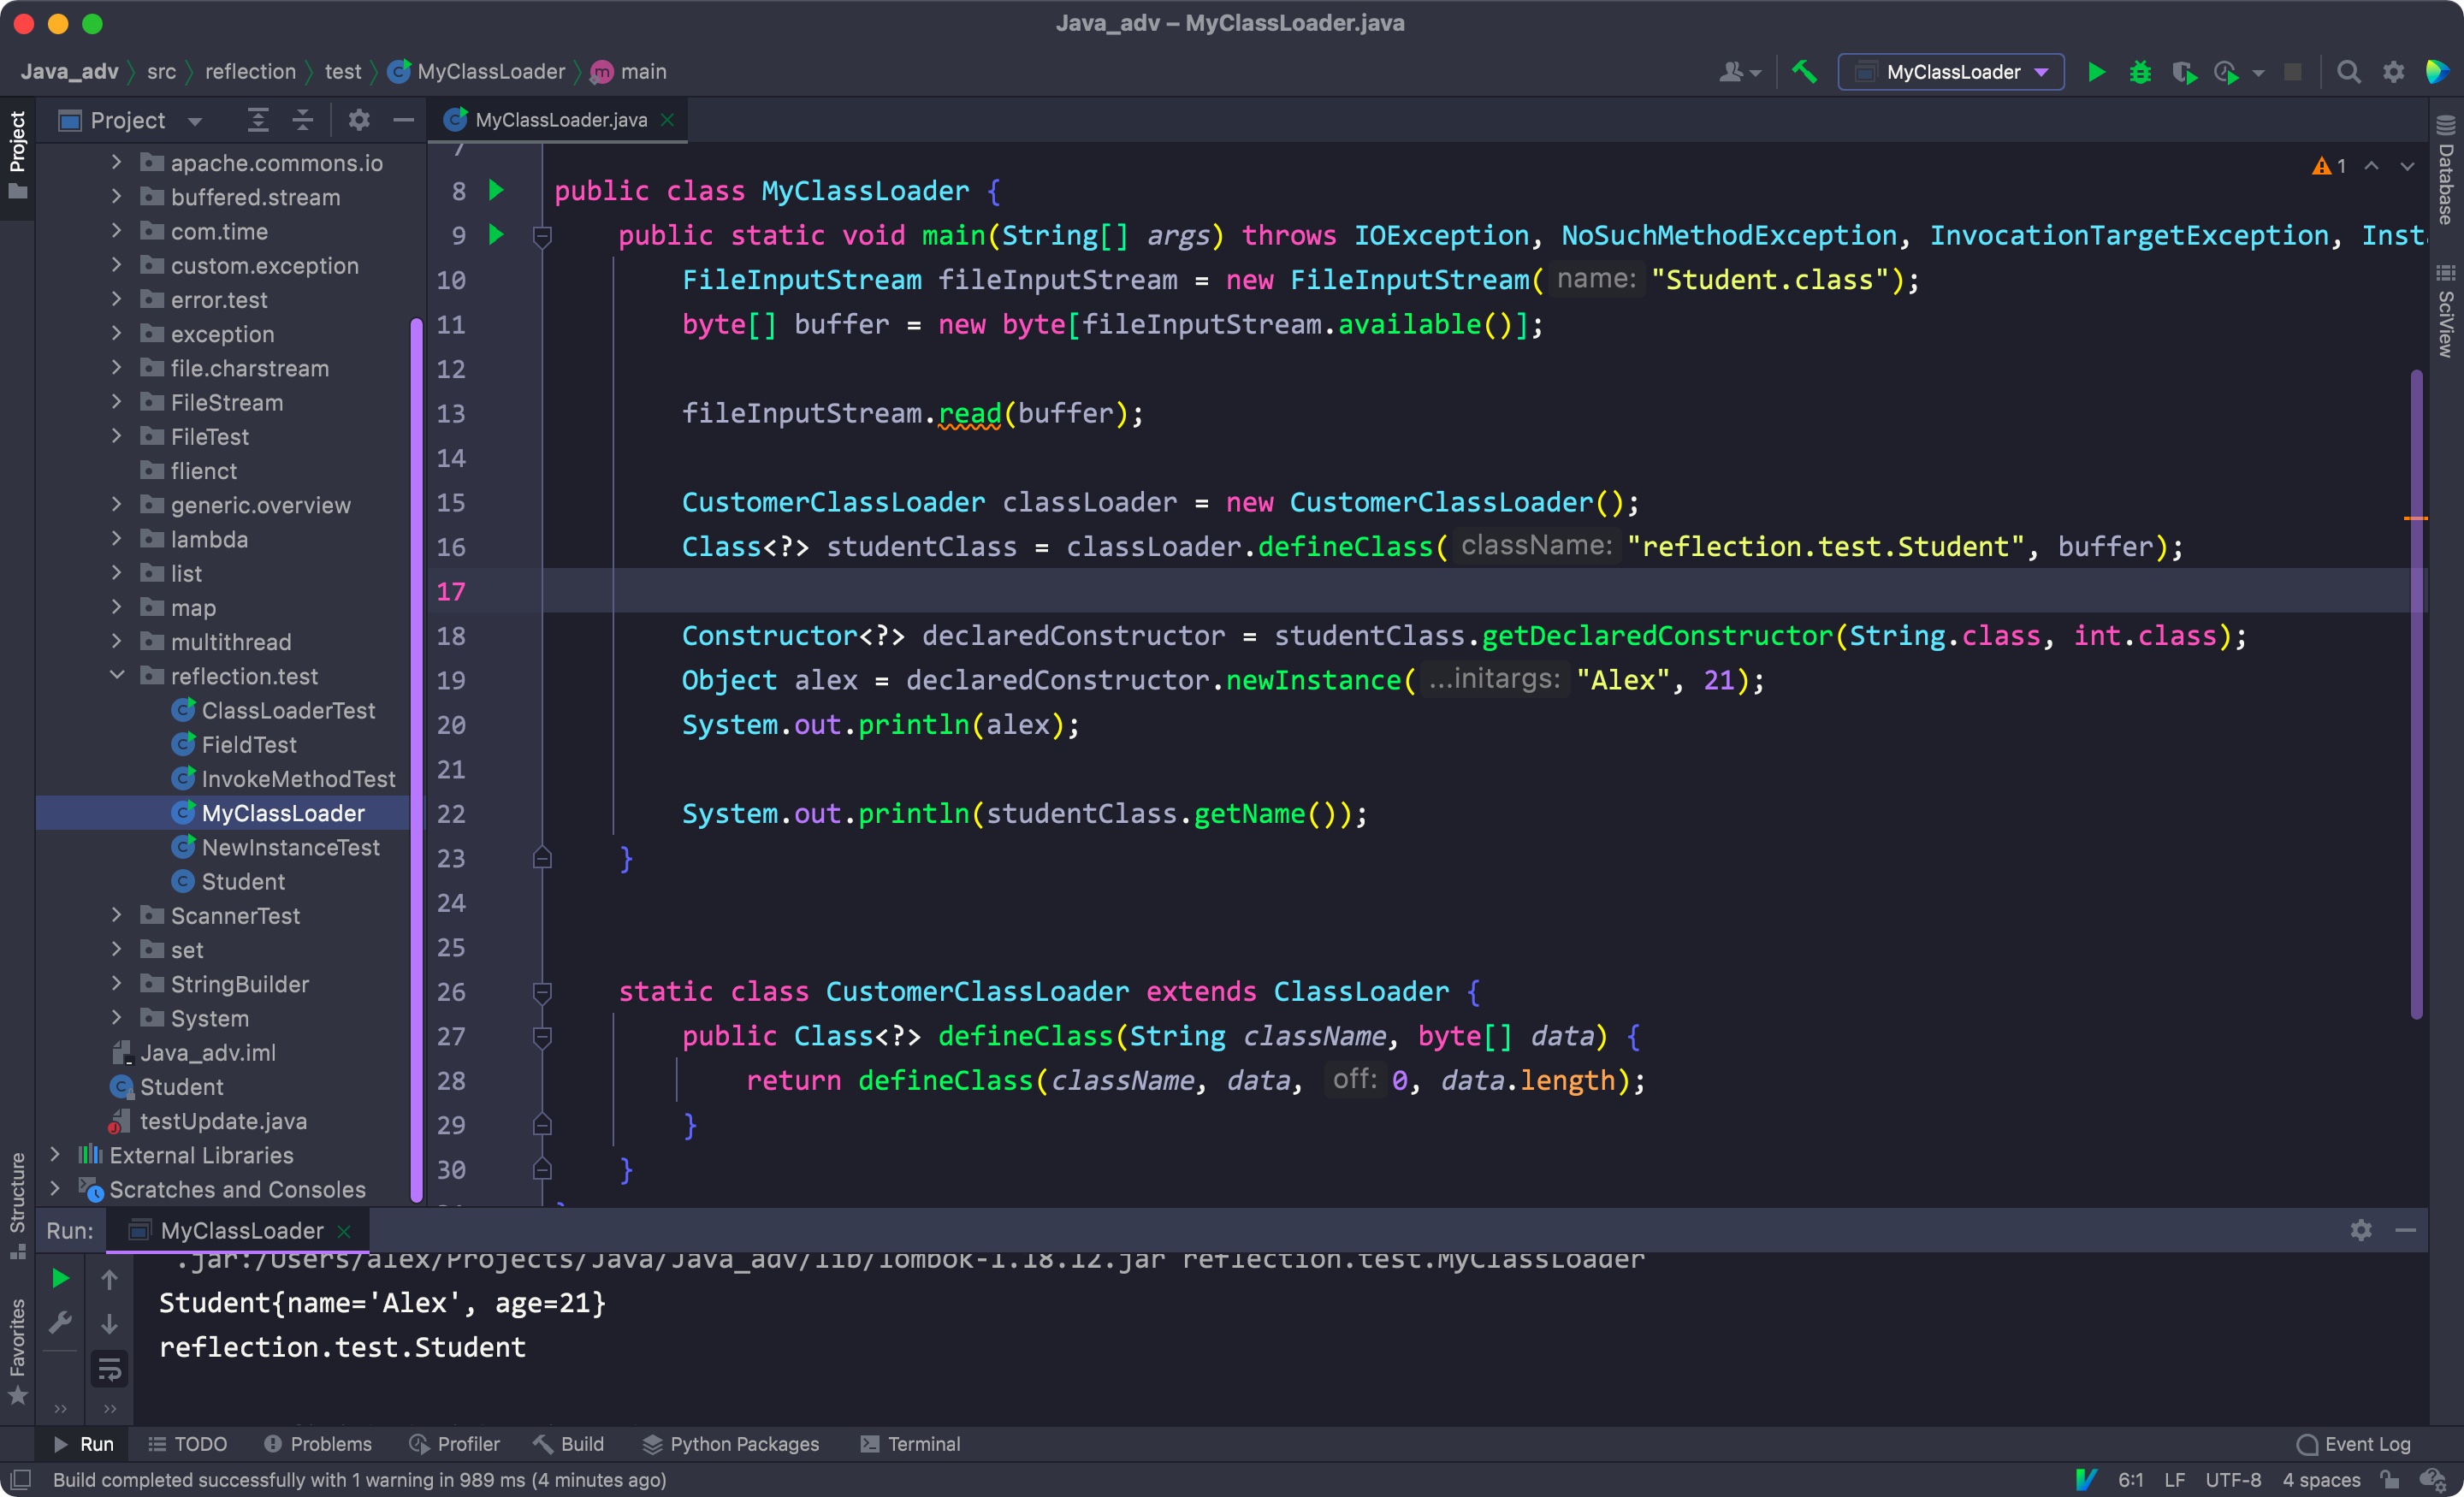 Java_adv – MyClassLoader.java
Java_adv src reflection test MyClassLoader main
MyClassLoader
Project
MyClassLoader.java
Project
apache.commons.io
buffered.stream
com.time
custom.exception
error.test
exception
file.charstream
FileStream
FileTest
flienct
generic.overview
lambda
list
map
multithread
reflection.test
ClassLoaderTest
FieldTest
InvokeMethodTest
MyClassLoader
NewInstanceTest
Student
ScannerTest
set
StringBuilder
System
Java_adv.iml
Student
testUpdate.java
External Libraries
Scratches and Consoles
Structure
Favorites
1
7
8 public class MyClassLoader {
9 public static void main(String[] args) throws IOException, NoSuchMethodException, InvocationTargetException, Inst
10 FileInputStream fileInputStream = new FileInputStream( name: "Student.class");
11 byte[] buffer = new byte[fileInputStream.available()];
12
13 fileInputStream.read(buffer);
14
15 CustomerClassLoader classLoader = new CustomerClassLoader();
16 Class<?> studentClass = classLoader.defineClass( className: "reflection.test.Student", buffer);
17
18 Constructor<?> declaredConstructor = studentClass.getDeclaredConstructor(String.class, int.class);
19 Object alex = declaredConstructor.newInstance( ...initargs: "Alex", 21);
20 System.out.println(alex);
21
22 System.out.println(studentClass.getName());
23 }
24
25
26 static class CustomerClassLoader extends ClassLoader {
27 public Class<?> defineClass(String className, byte[] data) {
28 return defineClass(className, data, off: 0, data.length);
29 }
30 }
Database
SciView
Run: MyClassLoader
.jar:/Users/alex/Projects/Java/Java_adv/lib/lombok-1.18.12.jar reflection.test.MyClassLoader
Student{name='Alex', age=21}
reflection.test.Student
Run TODO Problems Profiler Build Python Packages Terminal Event Log
Build completed successfully with 1 warning in 989 ms (4 minutes ago) 6:1 LF UTF-8 4 spaces